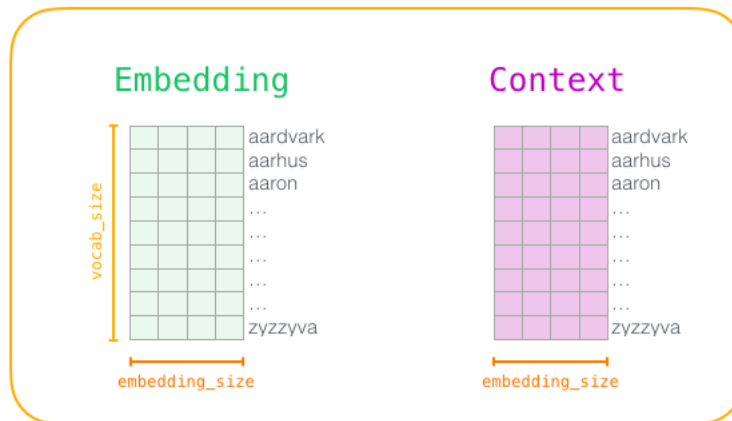 Embedding
Context
vocab_size
aardvark
aarhus
aaron
...
...
...
...
...
zyzzyva
embedding_size
aardvark
aarhus
aaron
...
...
...
...
...
zyzzyva
embedding_size